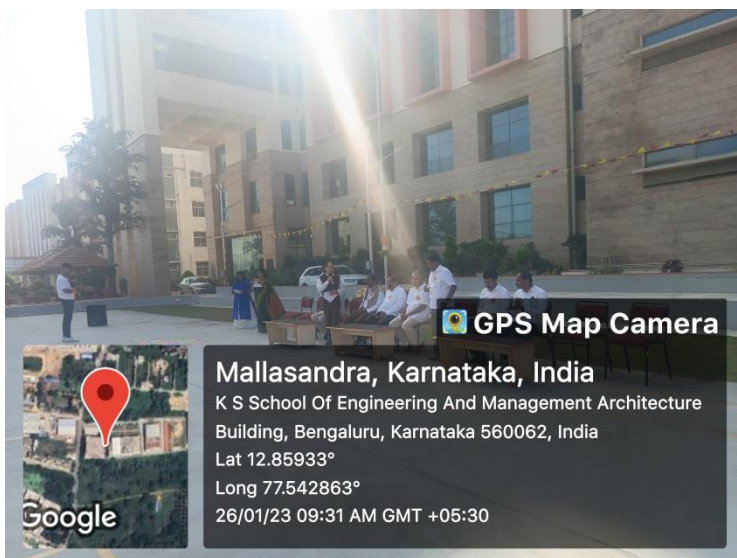 GPS Map Camera
Mallasandra, Karnataka, India
K S School Of Engineering And Management Architecture
Building, Bengaluru, Karnataka 560062, India
Lat 12.85933°
Long 77.542863°
26/01/23 09:31 AM GMT +05:30
Google